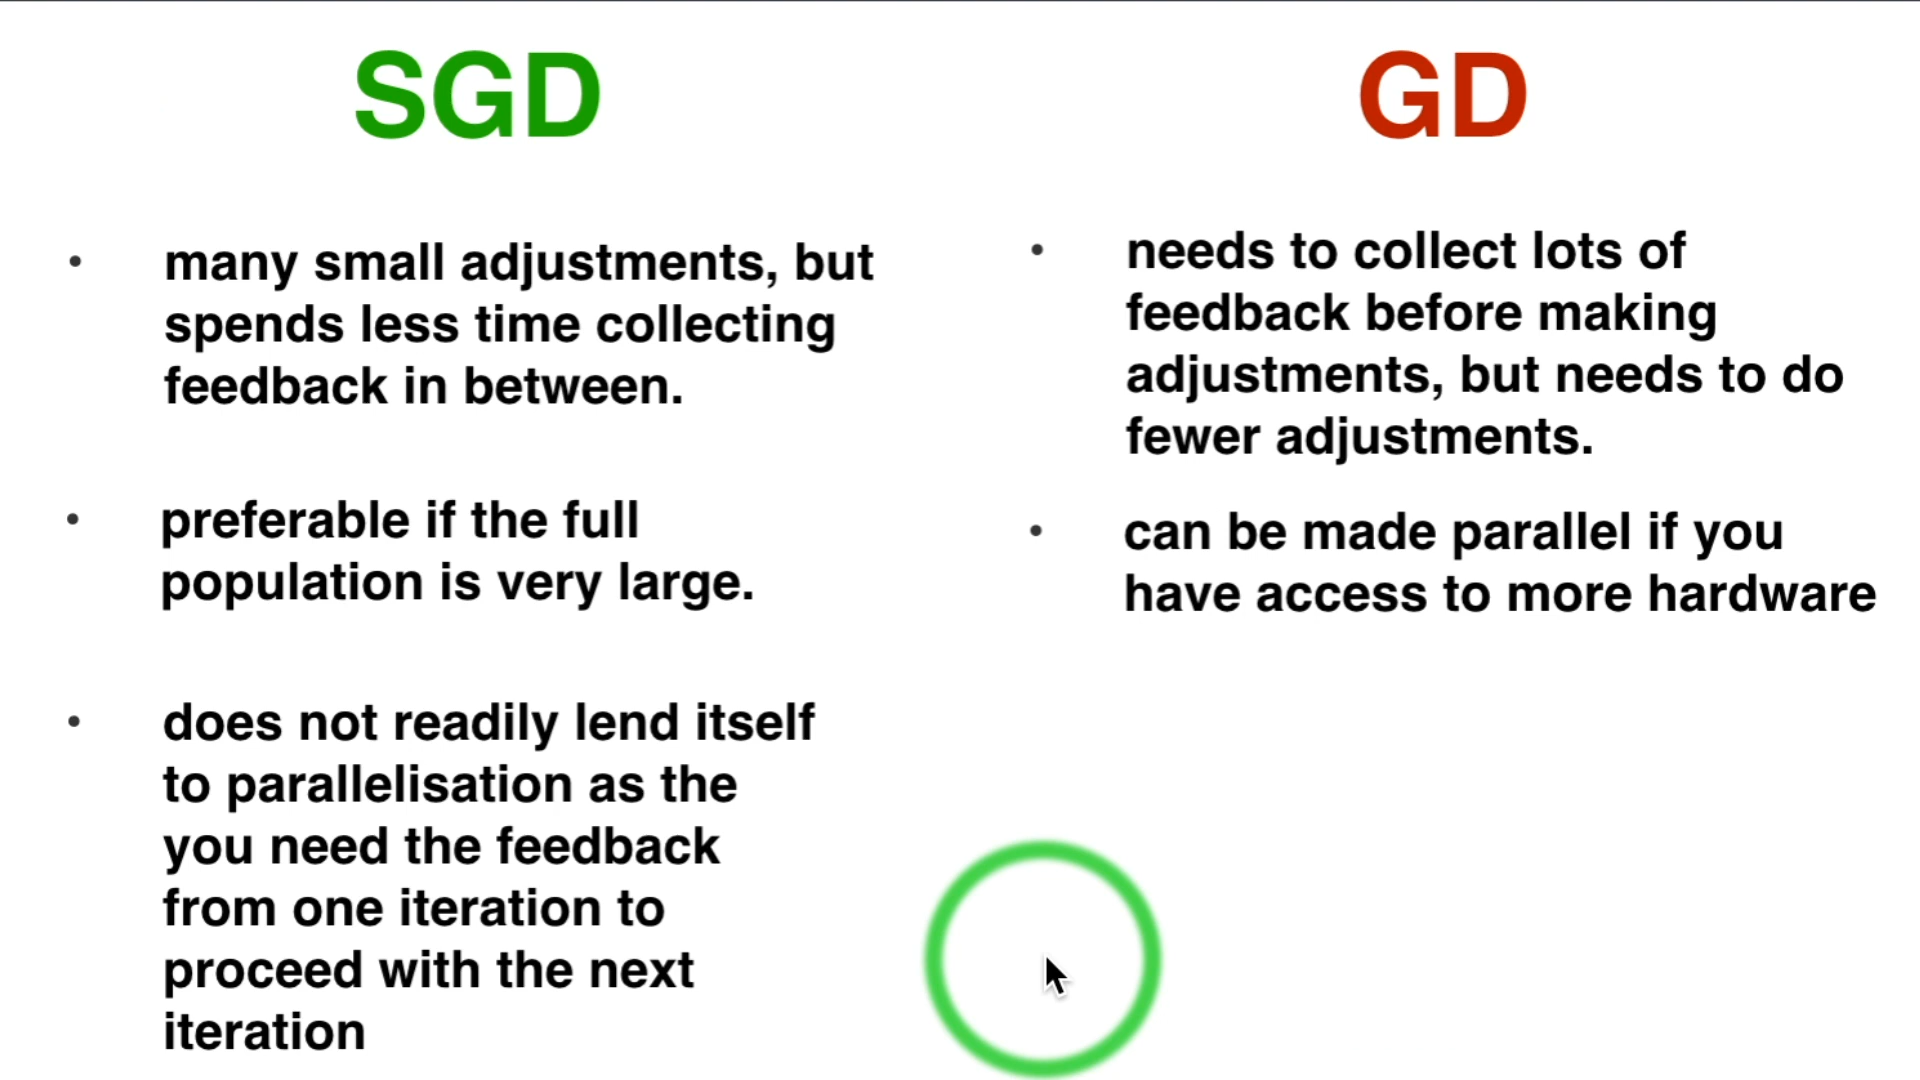 SGD
many small adjustments, but
spends less time collecting
feedback in between.
preferable if the full
population is very large.
does not readily lend itself
to parallelisation as the
you need the feedback
from one iteration to
proceed with the next
iteration
GD
needs to collect lots of
feedback before making
adjustments, but needs to do
fewer adjustments.
can be made parallel if you
have access to more hardware